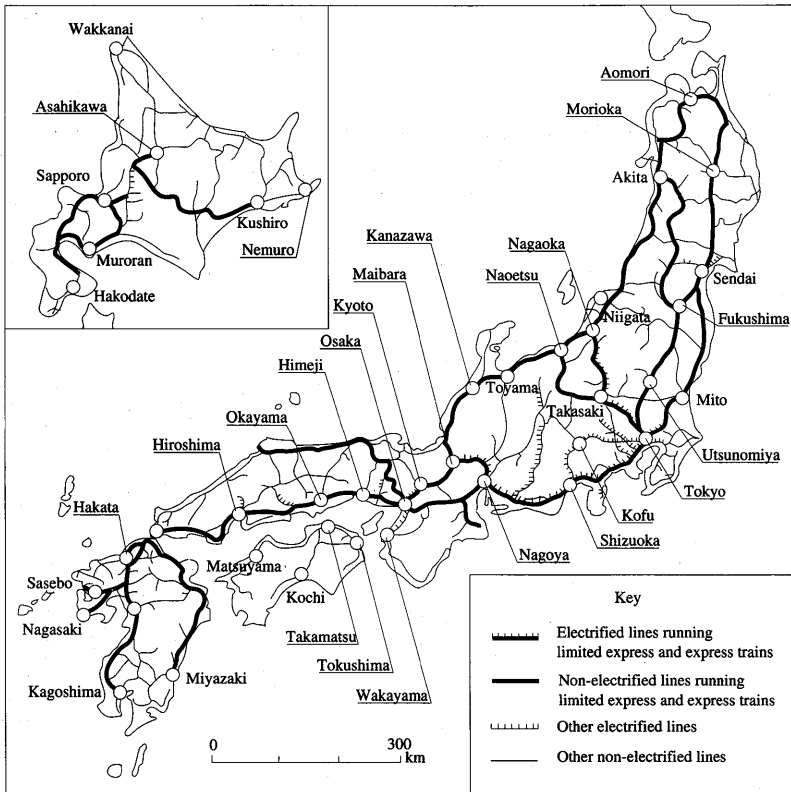 Wakkanai
Asahikawa
Sapporo
Kushiro
Nemuro
Muroran
Hakodate
Aomori
Morioka
Akita
Kanazawa
Nagaoka
Maibara
Naoetsu
Sendai
Kyoto
Niigata
Fukushima
Osaka
Himeji
Toyama
Takasaki
Mito
Okayama
Hiroshima
Utsunomiya
Tokyo
Hakata
Kofu
Shizuoka
Matsuyama
Nagoya
Sasebo
Kochi
Nagasaki
Takamatsu
Tokushima
Miyazaki
Kagoshima
Wakayama
0 300
km
Key
Electrified lines running
limited express and express trains
Non-electrified lines running
limited express and express trains
Other electrified lines
Other non-electrified lines